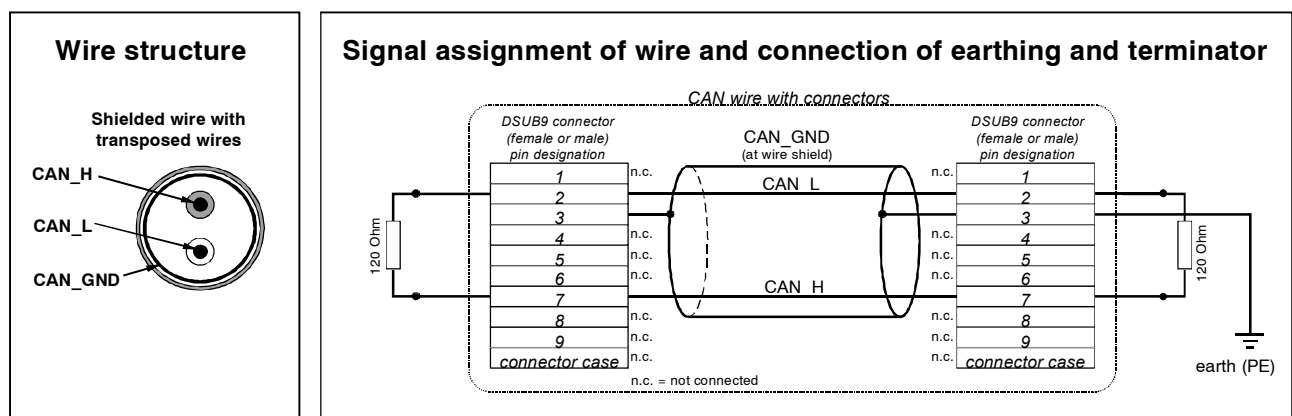 Wire structure
Shielded wire with
transposed wires
CAN_H
CAN_L
CAN_GND
Signal assignment of wire and connection of earthing and terminator
CAN wire with connectors
DSUB9 connector
(female or male)
pin designation
CAN_GND
(at wire shield)
DSUB9 connector
(female or male)
pin designation
1 n.c.
2
3
4 n.c.
5 n.c.
6 n.c.
7
8 n.c.
9 n.c.
connector case n.c.
CAN_L
CAN_H
n.c. 1
2
3
n.c. 4
n.c. 5
n.c. 6
7
n.c. 8
n.c. 9
n.c. connector case
120 Ohm
120 Ohm
n.c. = not connected
earth (PE)